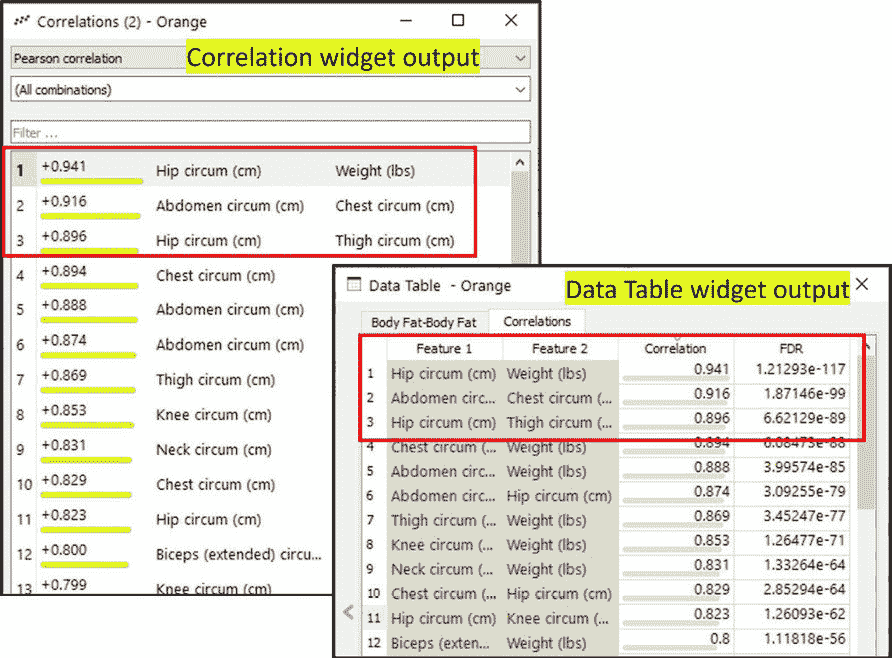 Correlations (2) - Orange
Pearson correlation
Correlation widget output
(All combinations)
Filter ...
1 +0.941 Hip circum (cm) Weight (lbs)
2 +0.916 Abdomen circum (cm) Chest circum (cm)
3 +0.896 Hip circum (cm) Thigh circum (cm)
4 +0.894 Chest circum (cm)
5 +0.888 Abdomen circum (cm)
6 +0.874 Abdomen circum (cm)
7 +0.869 Thigh circum (cm)
8 +0.853 Knee circum (cm)
9 +0.831 Neck circum (cm)
10 +0.829 Chest circum (cm)
11 +0.823 Hip circum (cm)
12 +0.800 Biceps (extended) circu...
13 +0.799 Knee circum (cm)
Data Table - Orange
Data Table widget output
Body Fat-Body Fat Correlations
Feature 1 Feature 2 Correlation FDR
1 Hip circum (cm) Weight (lbs) 0.941 1.21293e-117
2 Abdomen circ... Chest circum (... 0.916 1.87146e-99
3 Hip circum (cm) Thigh circum (... 0.896 6.62129e-89
4 Chest circum (... Weight (lbs) 0.894 6.08473e-88
5 Abdomen circ... Weight (lbs) 0.888 3.99574e-85
6 Abdomen circ... Hip circum (cm) 0.874 3.09255e-79
7 Thigh circum (... Weight (lbs) 0.869 3.45247e-77
8 Knee circum (... Weight (lbs) 0.853 1.26477e-71
9 Neck circum (... Weight (lbs) 0.831 1.33264e-64
10 Chest circum (... Hip circum (cm) 0.829 2.85294e-64
11 Hip circum (cm) Knee circum (... 0.823 1.26093e-62
12 Biceps (exten... Weight (lbs) 0.8 1.11818e-56